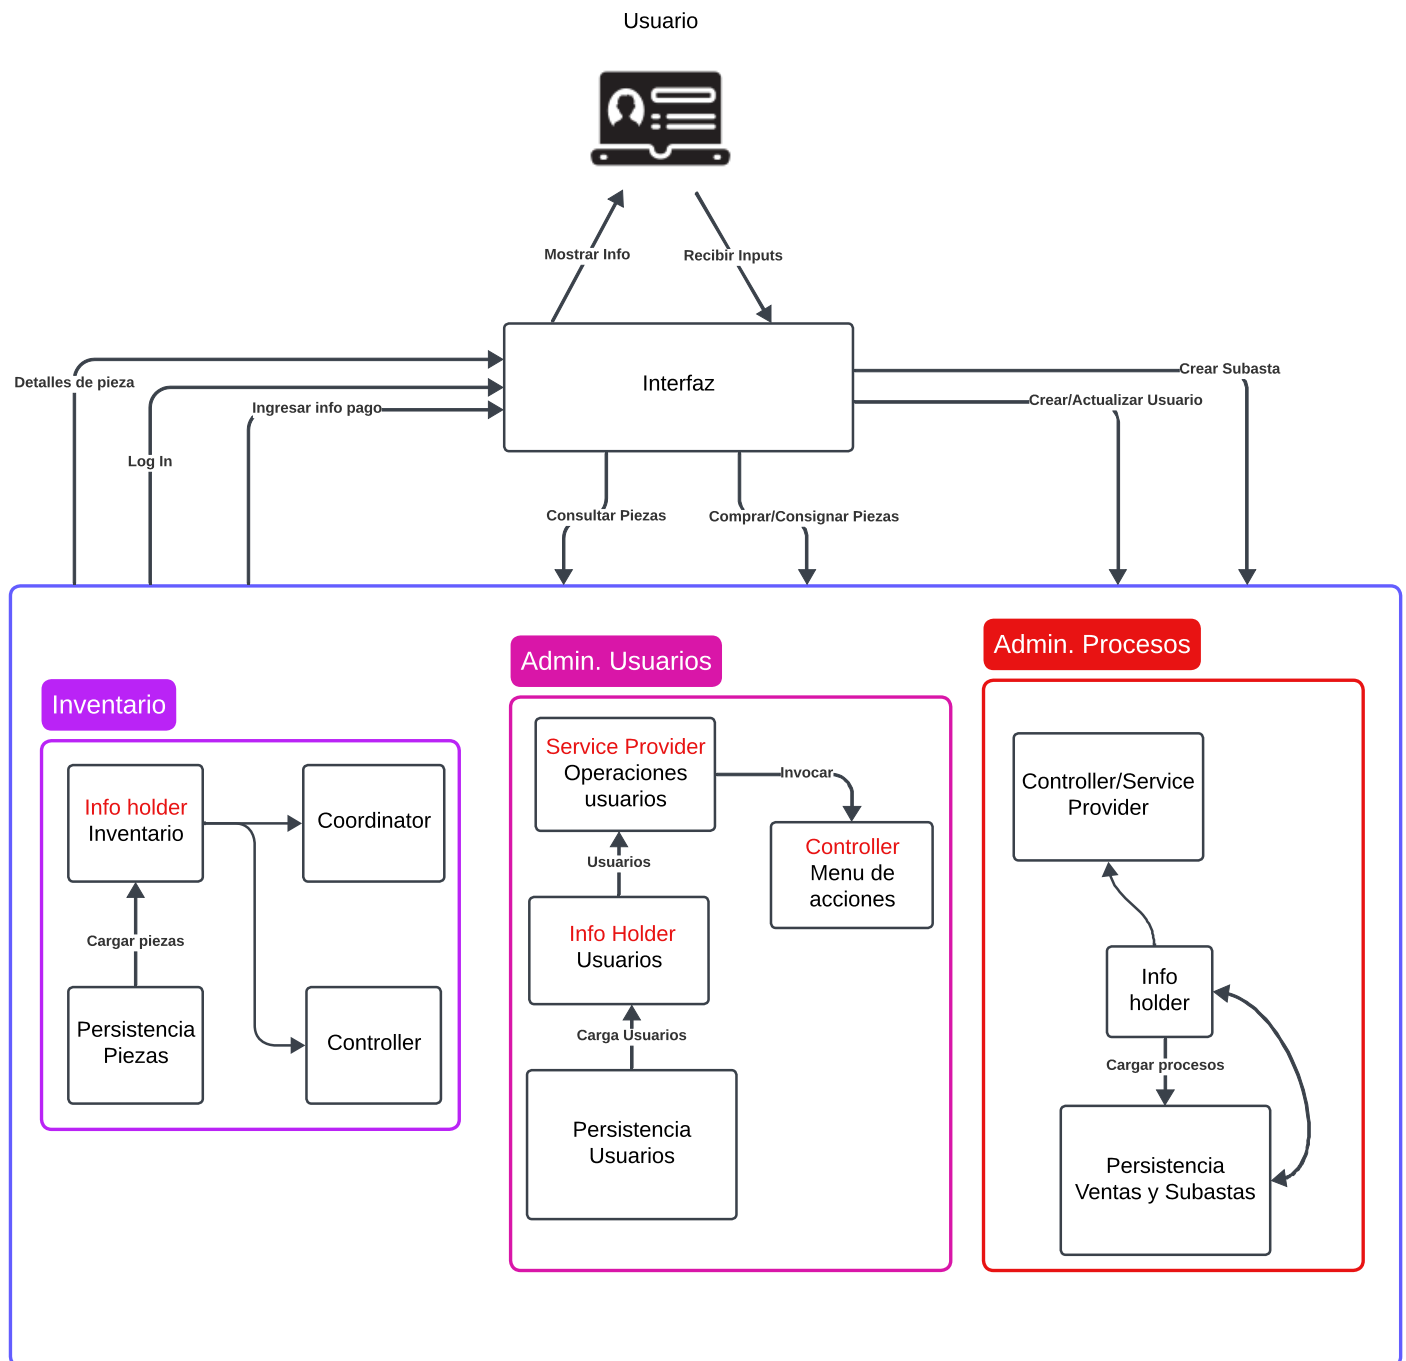 Usuario
Mostrar Info
Recibir Inputs
Interfaz
Detalles de pieza
Log In
Ingresar info pago
Crear Subasta
Crear/Actualizar Usuario
Consultar Piezas
Comprar/Consignar Piezas
Inventario
Info holder
Inventario
Coordinator
Cargar piezas
Persistencia
Piezas
Controller
Admin. Usuarios
Service Provider
Operaciones
usuarios
Invocar
Controller
Menu de
acciones
Usuarios
Info Holder
Usuarios
Carga Usuarios
Persistencia
Usuarios
Admin. Procesos
Controller/Service
Provider
Info
holder
Cargar procesos
Persistencia
Ventas y Subastas